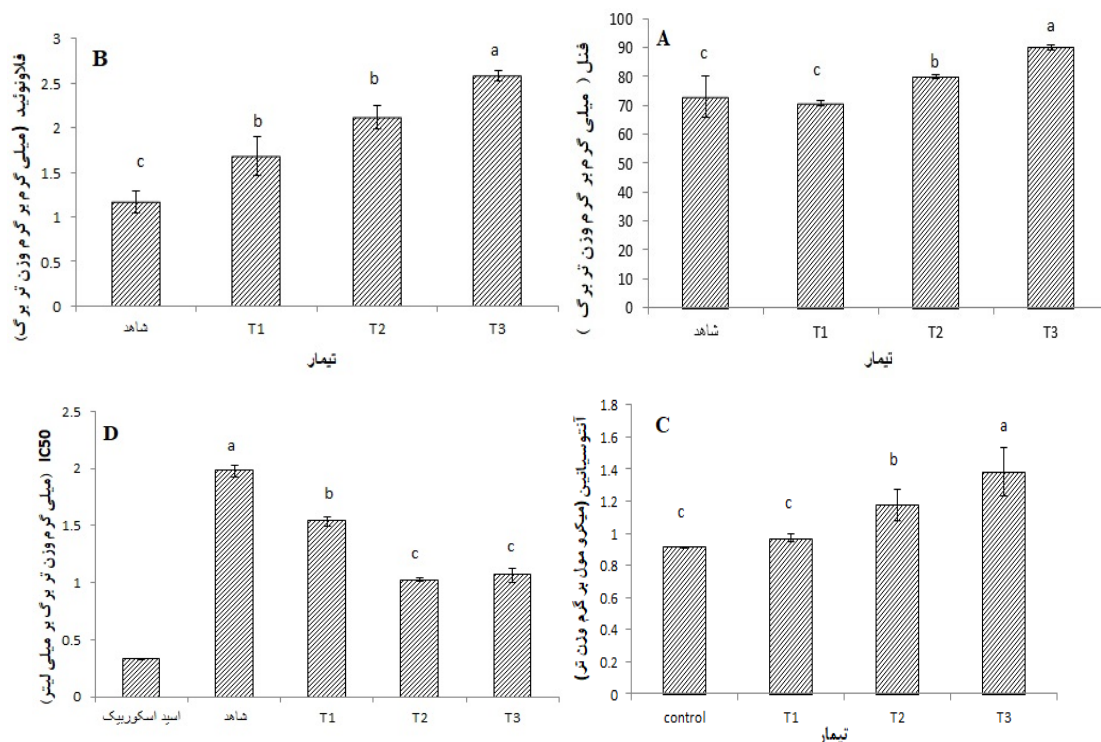 B
فلاونوئید (میلی گرم بر گرم وزن تر برگ)
3
2.5
2
1.5
1
0.5
0
c
b
b
a
شاهد
T1
T2
T3
تیمار
A
فنل ( میلی گرم بر گرم وزن تر برگ )
100
90
80
70
60
50
40
30
20
10
0
c
c
b
a
شاهد
T1
T2
T3
تیمار
D
IC50 (میلی گرم وزن تر برگ بر میلی لیتر)
2.5
2
1.5
1
0.5
0
a
b
c
c
اسید اسکوربیک
شاهد
T1
T2
T3
C
آنتوسیانین (میکرو مول بر گرم وزن تر)
1.8
1.6
1.4
1.2
1
0.8
0.6
0.4
0.2
0
c
c
b
a
control
T1
T2
T3
تیمار